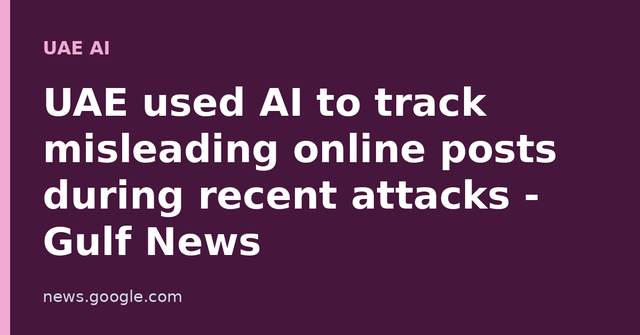 UAE AI
UAE used AI to track
misleading online posts
during recent attacks -
Gulf News
news.google.com